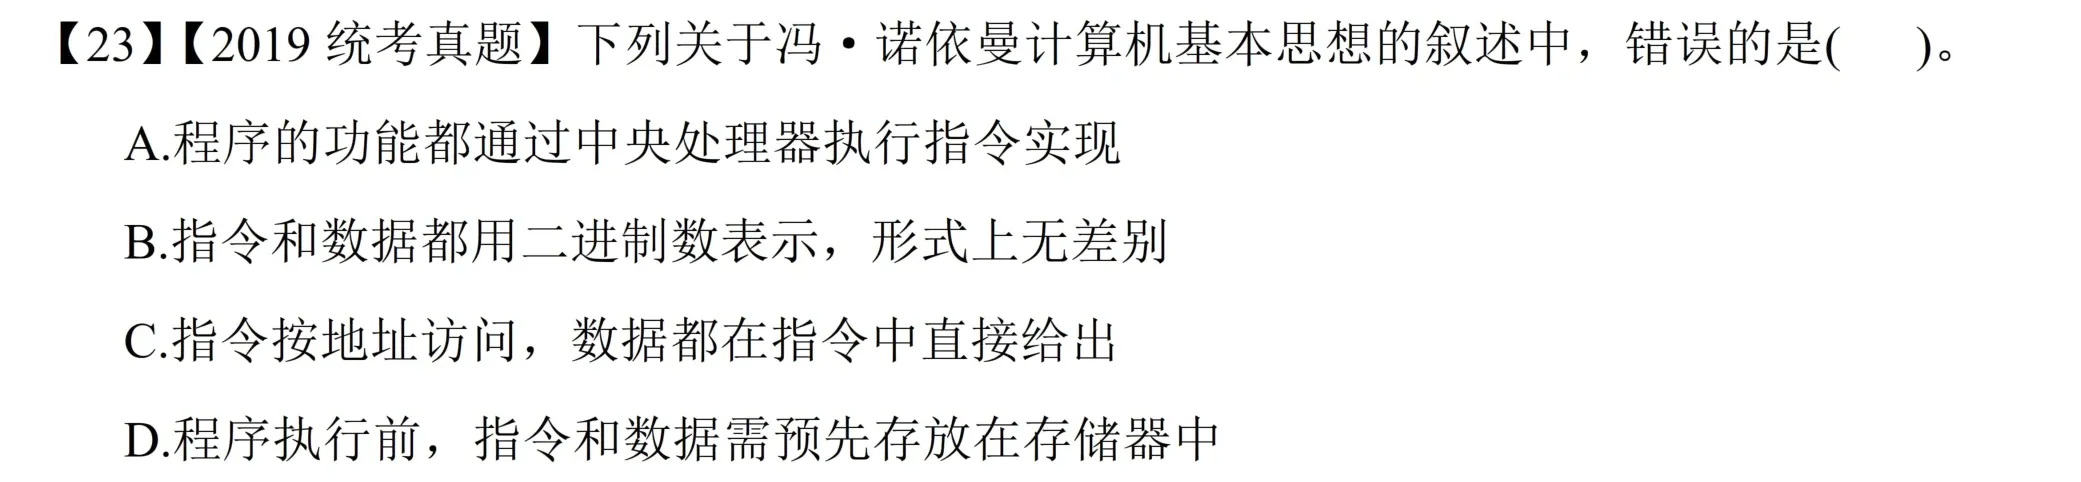 【23】【2019 统考真题】下列关于冯·诺依曼计算机基本思想的叙述中，错误的是(    )。
A.程序的功能都通过中央处理器执行指令实现
B.指令和数据都用二进制数表示，形式上无差别
C.指令按地址访问，数据都在指令中直接给出
D.程序执行前，指令和数据需预先存放在存储器中